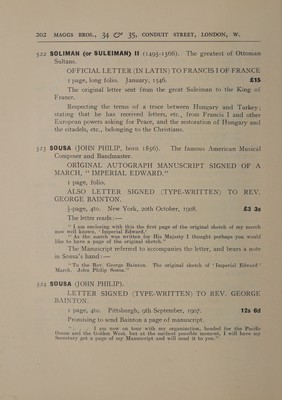 202 MAGGS BROS., 34 & 35, CONDUIT STREET, LONDON, W.
522 SOLIMAN (or SULEIMAN) II (1493-1566). The greatest of Ottoman
Sultans.
OFFICIAL LETTER (IN LATIN) TO FRANCIS I OF FRANCE
1 page, long folio. January, 1546. £15
The original letter sent from the great Suleiman to the King of
France.
Respecting the terms of a truce between Hungary and Turkey;
stating that he has received letters, etc., from Francis I and other
European powers asking for Peace, and the restoration of Hungary and
the citadels, etc., belonging to the Christians.
523 SOUSA (JOHN PHILIP, born 1856). The famous American Musical
Composer and Bandmaster.
ORIGINAL AUTOGRAPH MANUSCRIPT SIGNED OF A
MARCH, " IMPERIAL EDWARD."
1 page, folio.
ALSO LETTER SIGNED (TYPE-WRITTEN) TO REV.
GEORGE BAINTON.
½-page, 4to. New York, 20th October, 1908. £3 3s
The letter reads:—
" I am enclosing with this the first page of the original sketch of my march
now well known, ' Imperial Edward.'
" As the march was written for His Majesty I thought perhaps you would
like to have a page of the original sketch."
The Manuscript referred to accompanies the letter, and bears a note
in Sousa's hand:—
" To the Rev. George Bainton. The original sketch of ' Imperial Edward '
March. John Philip Sousa."
524 SOUSA (JOHN PHILIP).
LETTER SIGNED (TYPE-WRITTEN) TO REV. GEORGE
BAINTON.
1 page, 4to. Pittsburgh, 9th September, 1907. 12s 6d
Promising to send Bainton a page of manuscript.
" . . . I am now on tour with my organization, headed for the Pacific
Ocean and the Golden West, but at the earliest possible moment, I will have my
Secretary get a page of my Manuscript and will send it to you."